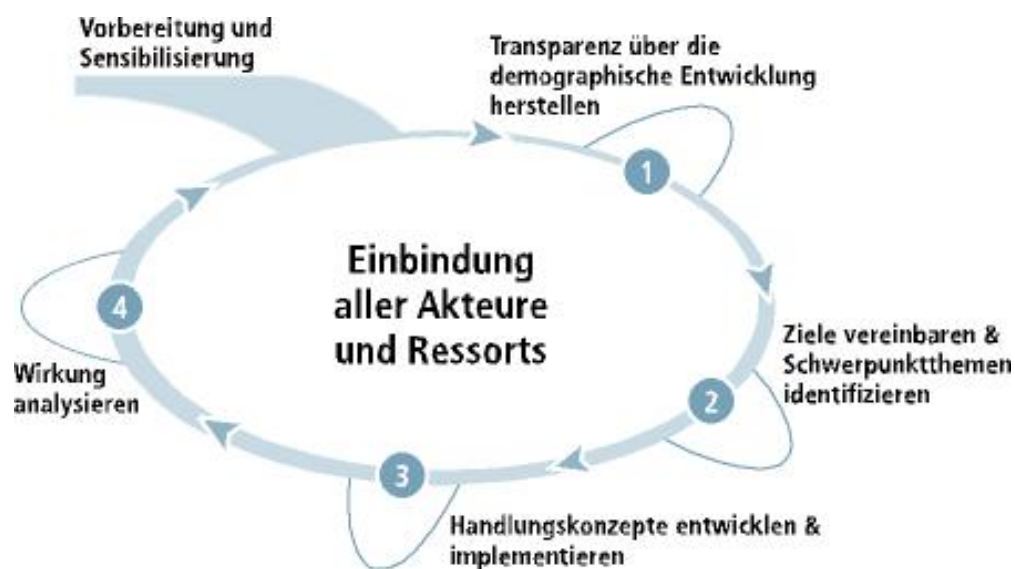 Vorbereitung und
Sensibilisierung
Transparenz über die
demographische Entwicklung
herstellen
1
Einbindung
aller Akteure
und Ressorts
4
Ziele vereinbaren &
Schwerpunktthemen
identifizieren
Wirkung
analysieren
2
3
Handlungskonzepte entwicklen &
implementieren